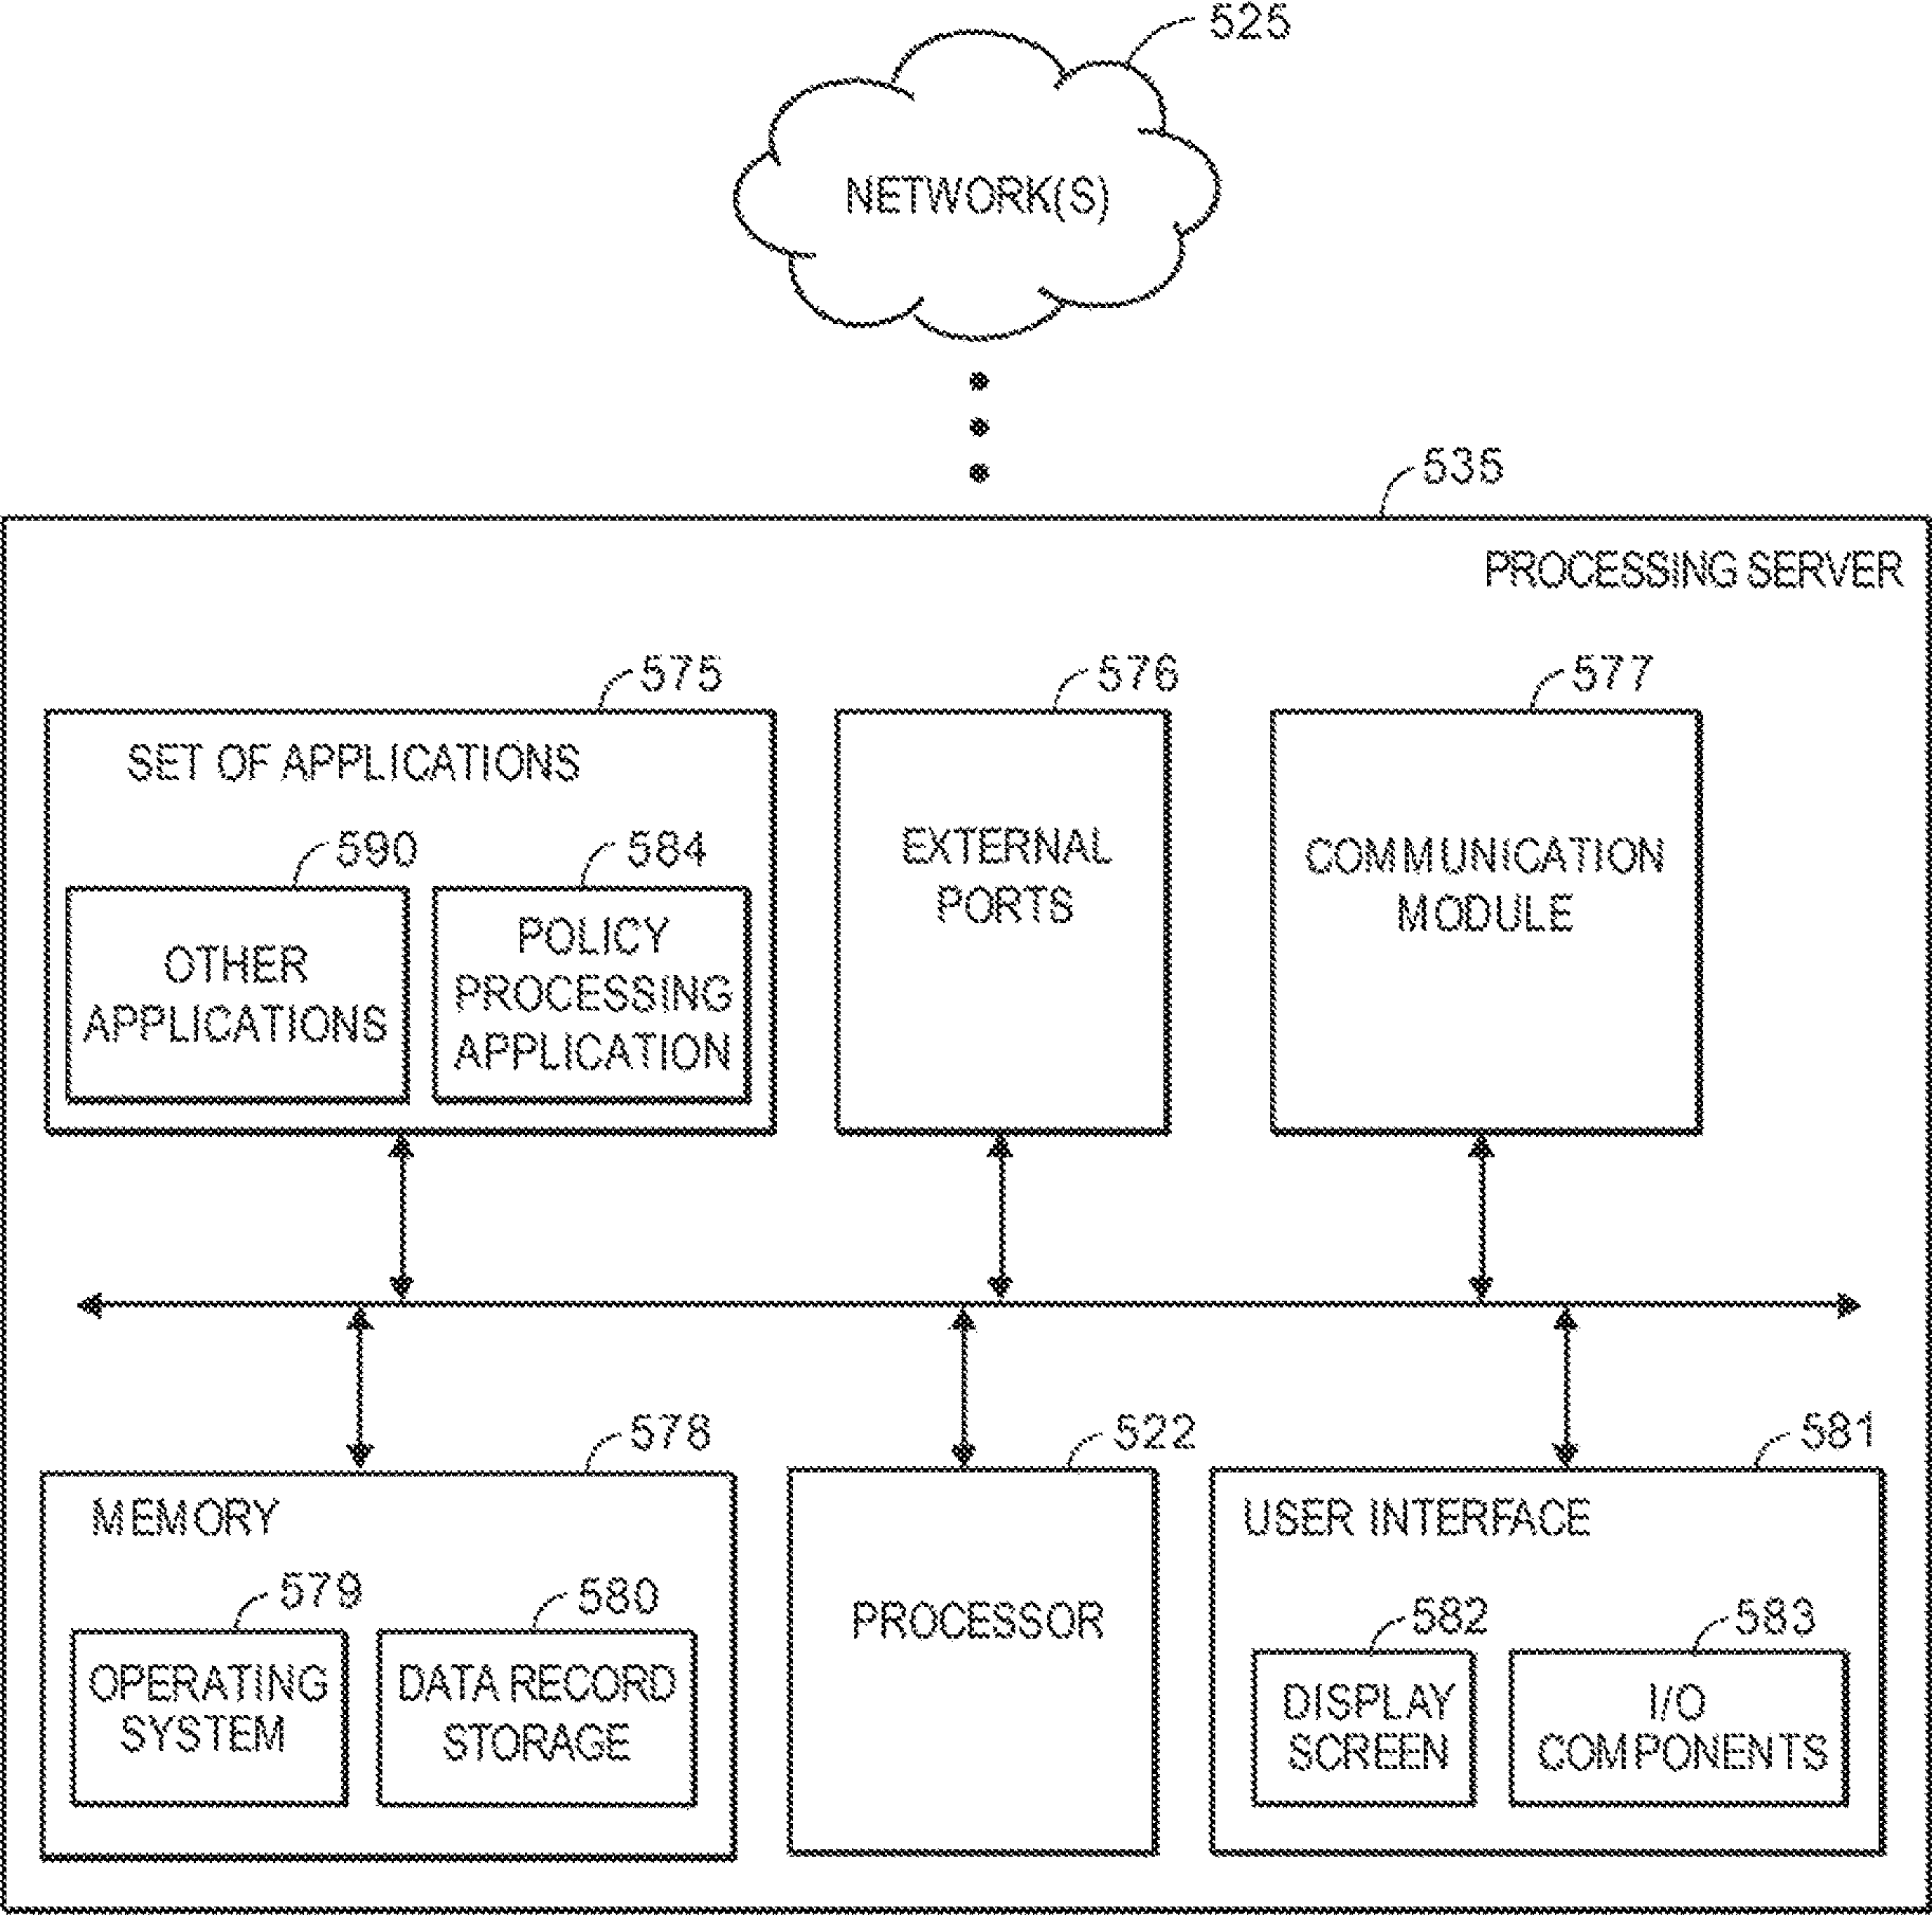 525
NETWORK(S)
535
PROCESSING SERVER
575
SET OF APPLICATIONS
590
OTHER
APPLICATIONS
584
POLICY
PROCESSING
APPLICATION
576
EXTERNAL
PORTS
577
COMMUNICATION
MODULE
578
MEMORY
579
OPERATING
SYSTEM
580
DATA RECORD
STORAGE
522
PROCESSOR
581
USER INTERFACE
582
DISPLAY
SCREEN
583
I/O
COMPONENTS